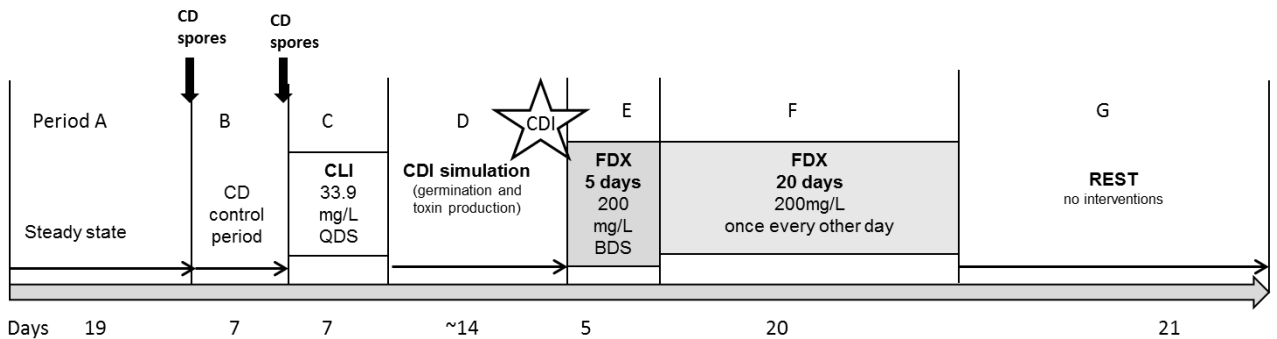 CD
spores
CD
spores
Period A
B
C
D
CDI
E
F
G
Steady state
CD
control
period
CLI
33.9
mg/L
QDS
CDI simulation
(germination and
toxin production)
FDX
5 days
200
mg/L
BDS
FDX
20 days
200mg/L
once every other day
REST
no interventions
Days 19 7 7 ~14 5 20 21